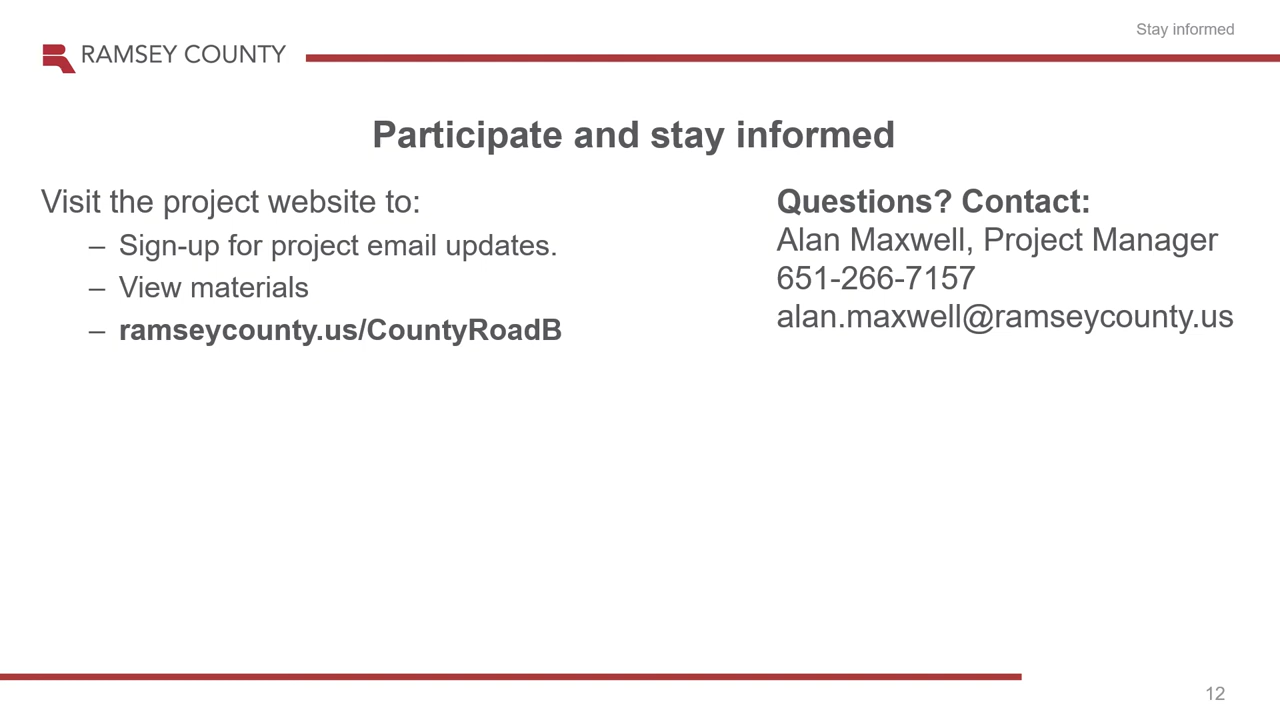 Stay informed
RAMSEY COUNTY
Participate and stay informed
Visit the project website to:
– Sign-up for project email updates.
– View materials
– ramseycounty.us/CountyRoadB
Questions? Contact:
Alan Maxwell, Project Manager
651-266-7157
alan.maxwell@ramseycounty.us
12